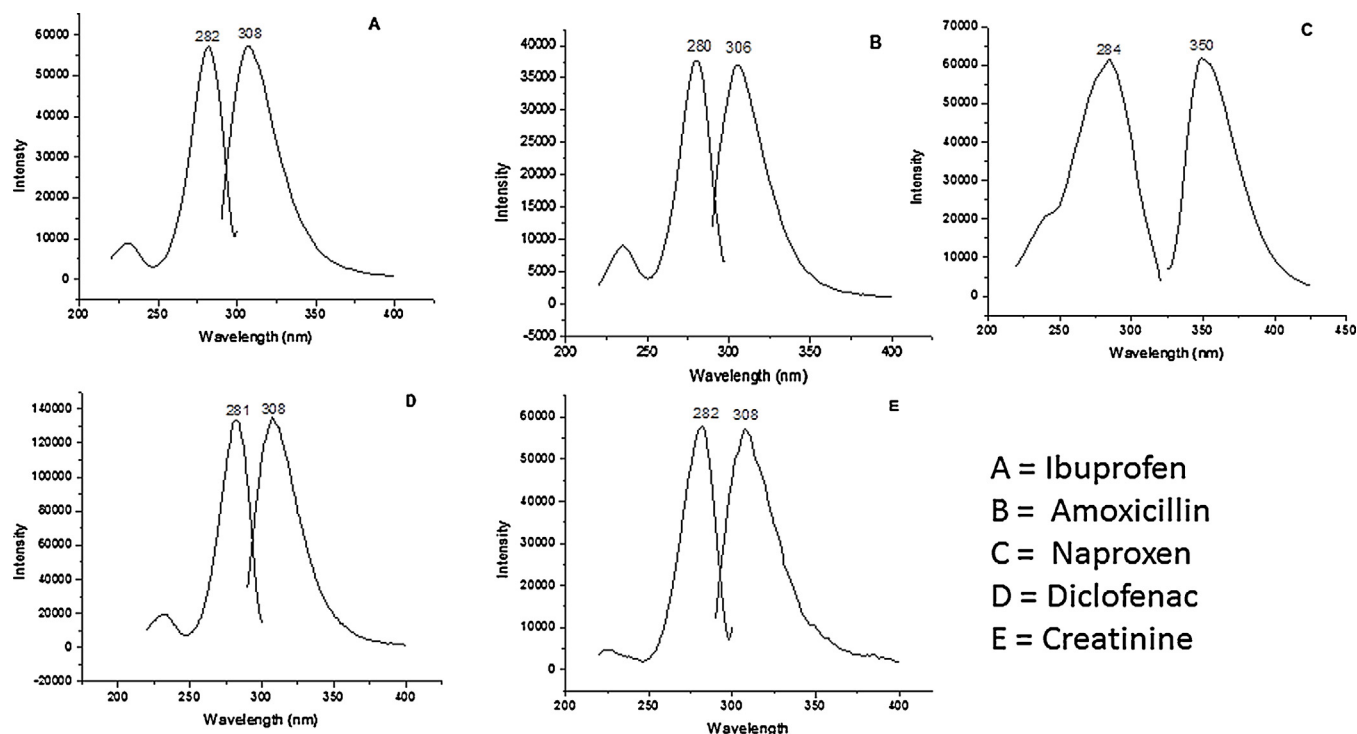 A
282 308
60000
50000
40000
30000
20000
10000
0
Intensty
200 250 300 350 400
Wavelength (nm)
B
280 306
40000
35000
30000
25000
20000
15000
10000
5000
0
-5000
Intensity
200 250 300 350 400
Wavelength (nm)
C
284 350
70000
60000
50000
40000
30000
20000
10000
0
Intensity
200 250 300 350 400 450
Wavelength (nm)
D
281 308
140000
120000
100000
80000
60000
40000
20000
0
-20000
Intensity
200 250 300 350 400
Wavelength (nm)
E
282 308
60000
50000
40000
30000
20000
10000
0
Intensity
200 250 300 350 400
Wavelength
A = Ibuprofen
B = Amoxicillin
C = Naproxen
D = Diclofenac
E = Creatinine